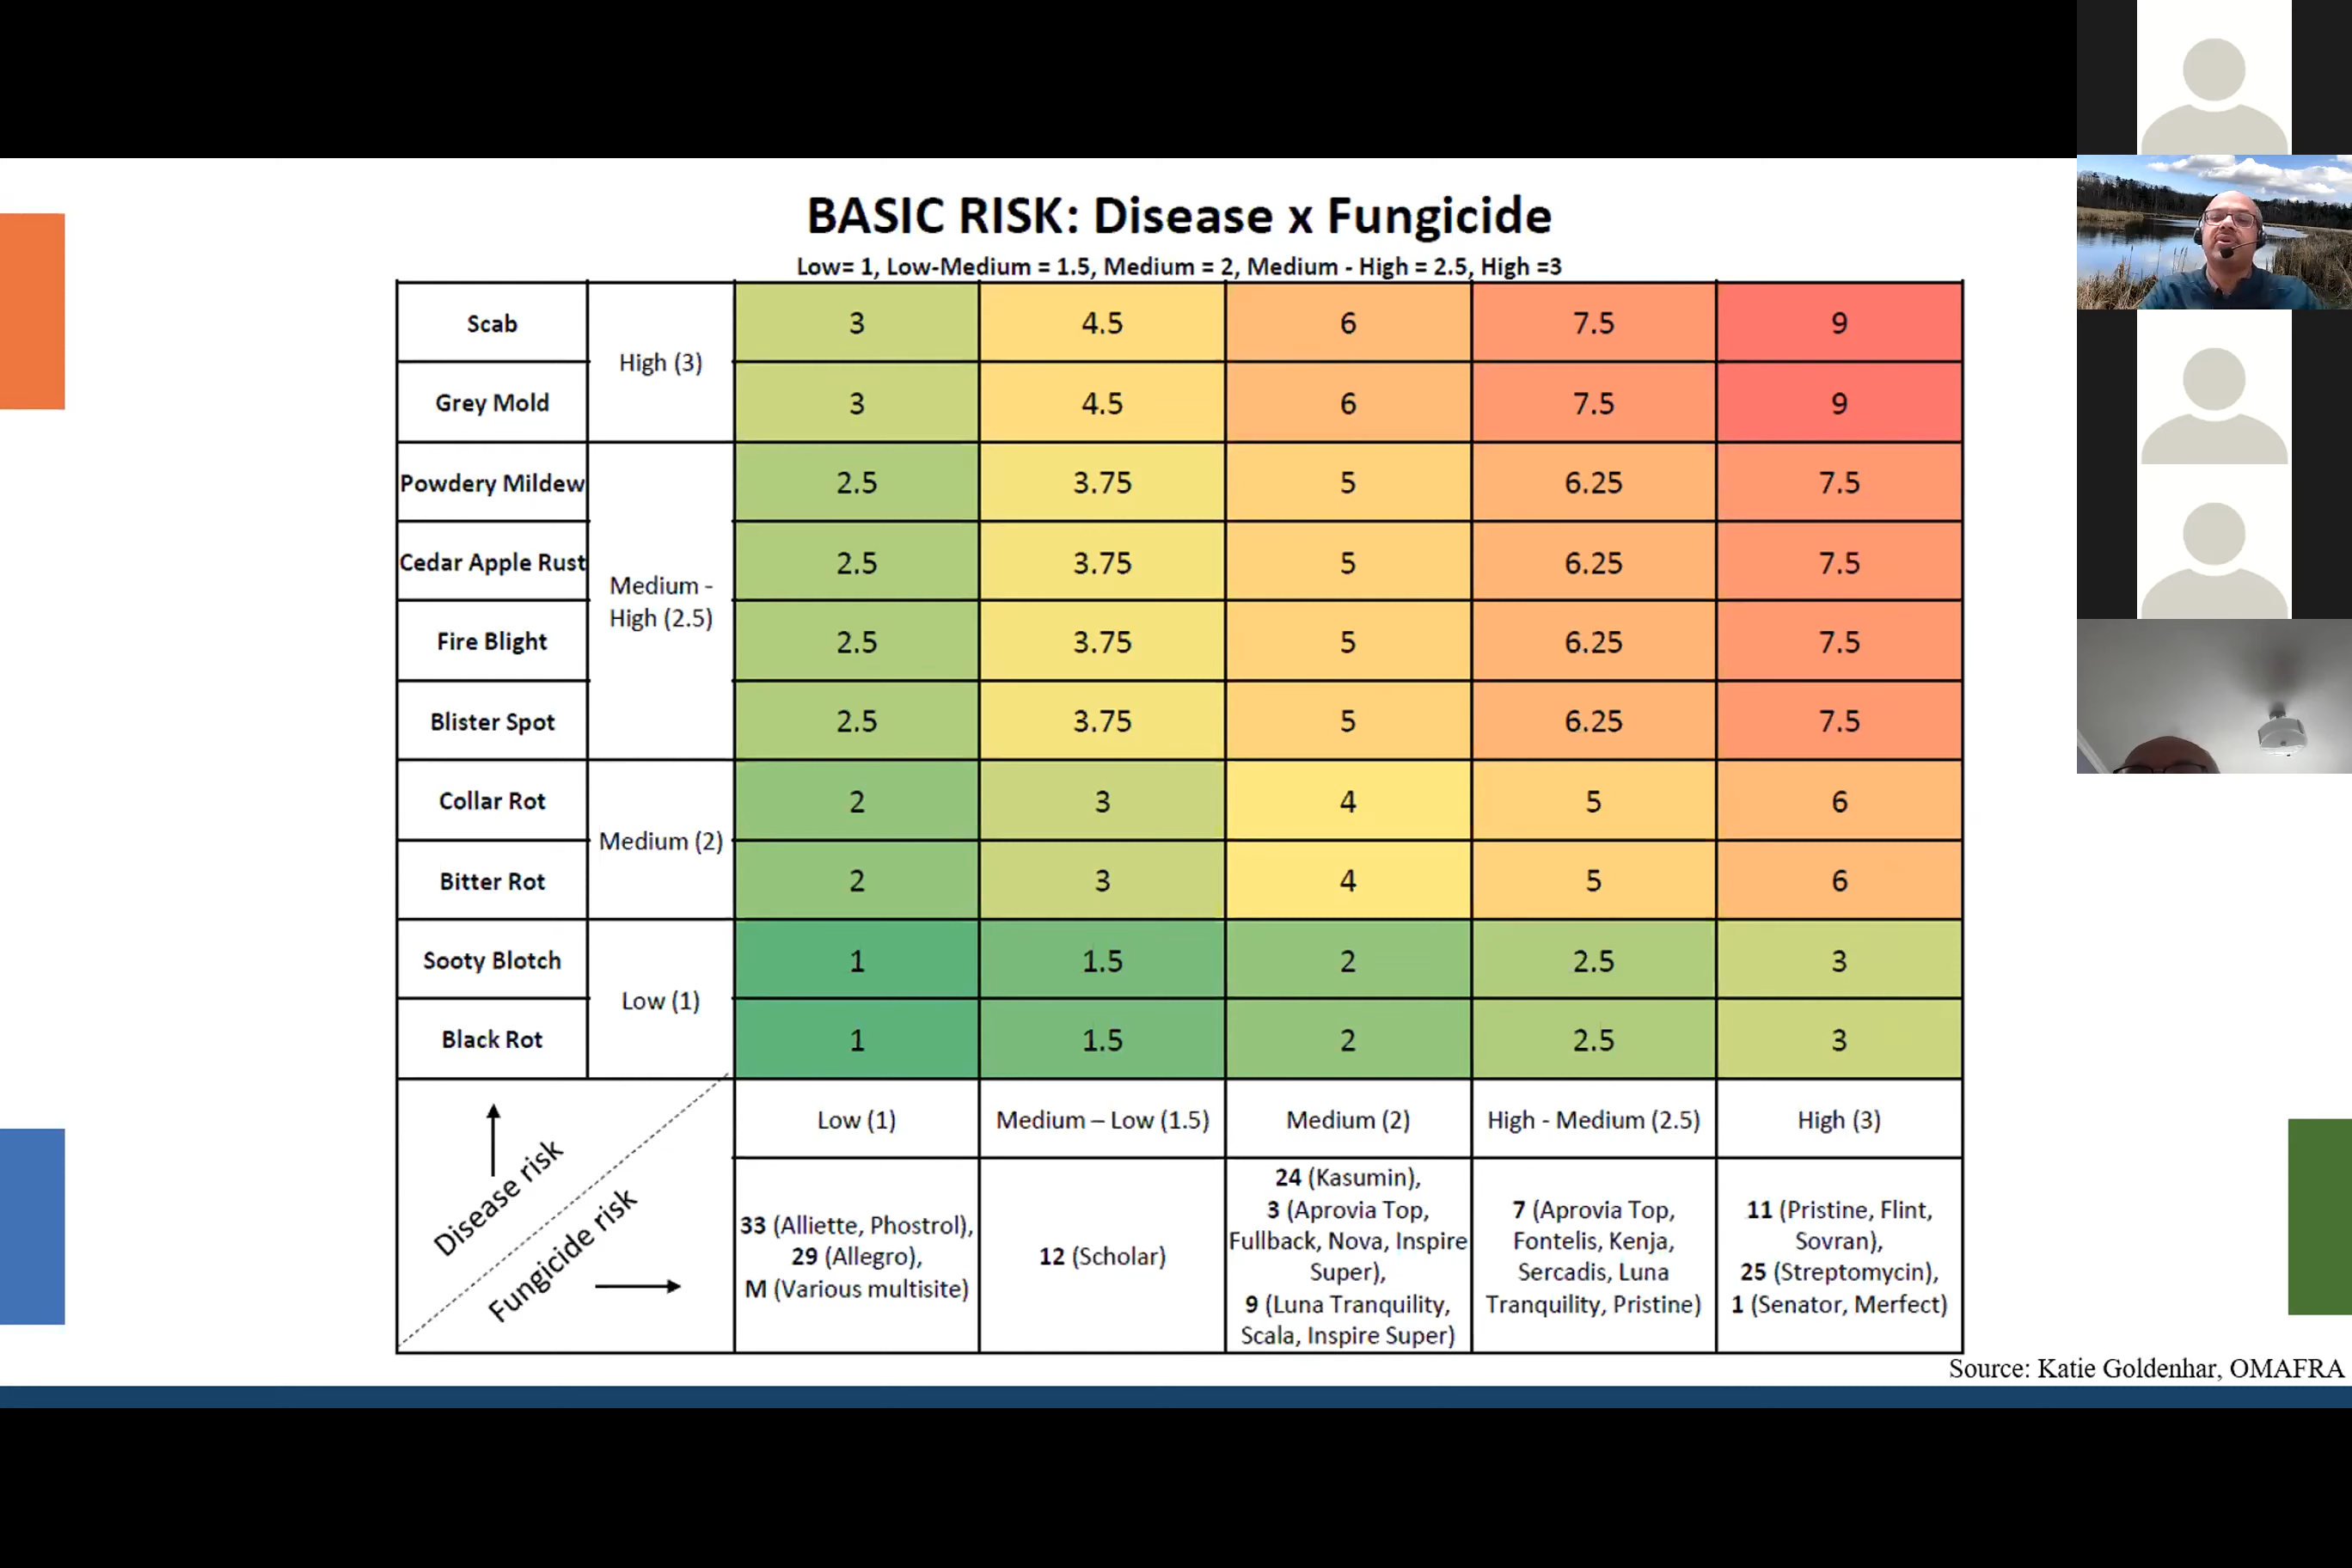 BASIC RISK: Disease x Fungicide
Low= 1, Low-Medium = 1.5, Medium = 2, Medium - High = 2.5, High =3
Scab
High (3)
3
4.5
6
7.5
9
Grey Mold
3
4.5
6
7.5
9
Powdery Mildew
Medium -
High (2.5)
2.5
3.75
5
6.25
7.5
Cedar Apple Rust
2.5
3.75
5
6.25
7.5
Fire Blight
2.5
3.75
5
6.25
7.5
Blister Spot
2.5
3.75
5
6.25
7.5
Collar Rot
Medium (2)
2
3
4
5
6
Bitter Rot
2
3
4
5
6
Sooty Blotch
Low (1)
1
1.5
2
2.5
3
Black Rot
1
1.5
2
2.5
3
Disease risk
Fungicide risk
Low (1)
Medium – Low (1.5)
Medium (2)
High - Medium (2.5)
High (3)
33 (Alliette, Phostrol),
29 (Allegro),
M (Various multisite)
12 (Scholar)
24 (Kasumin),
3 (Aprovia Top,
Fullback, Nova, Inspire
Super),
9 (Luna Tranquility,
Scala, Inspire Super)
7 (Aprovia Top,
Fontelis, Kenja,
Sercadis, Luna
Tranquility, Pristine)
11 (Pristine, Flint,
Sovran),
25 (Streptomycin),
1 (Senator, Merfect)
Source: Katie Goldenhar, OMAFRA